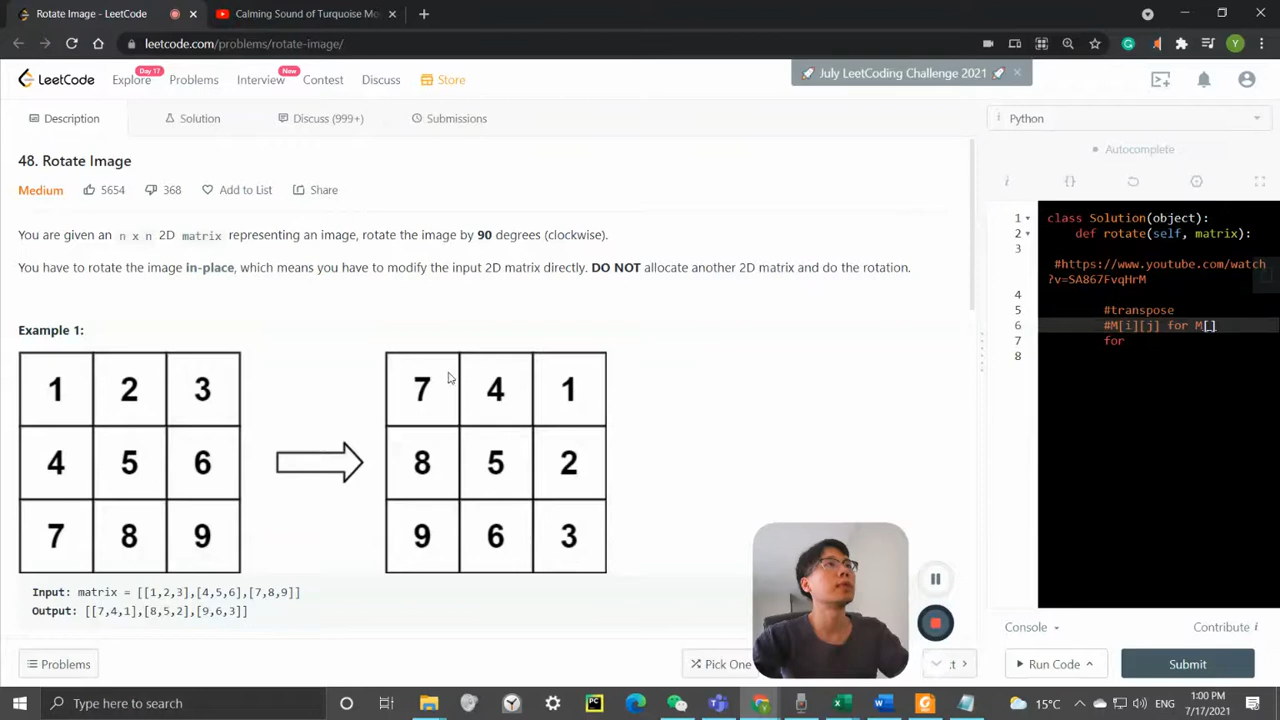 Rotate Image - LeetCode
Calming Sound of Turquoise Mo
leetcode.com/problems/rotate-image/
LeetCode
Explore
Day 17
Problems
Interview
New
Contest
Discuss
Store
July LeetCoding Challenge 2021
Description
Solution
Discuss (999+)
Submissions
Python
Autocomplete
48. Rotate Image
Medium
5654
368
Add to List
Share
You are given an n x n 2D matrix representing an image, rotate the image by 90 degrees (clockwise).
You have to rotate the image in-place, which means you have to modify the input 2D matrix directly. DO NOT allocate another 2D matrix and do the rotation.
Example 1:
1 2 3
4 5 6
7 8 9
7 4 1
8 5 2
9 6 3
Input: matrix = [[1,2,3],[4,5,6],[7,8,9]]
Output: [[7,4,1],[8,5,2],[9,6,3]]
1 class Solution(object):
2 def rotate(self, matrix):
3
#https://www.youtube.com/watch
?v=SA867FvqHrM
4
5 #transpose
6 #M[i][j] for M[]
7 for
8
Problems
Pick One
Console
Contribute i
Run Code
Submit
Type here to search
15°C
ENG
1:00 PM
7/17/2021